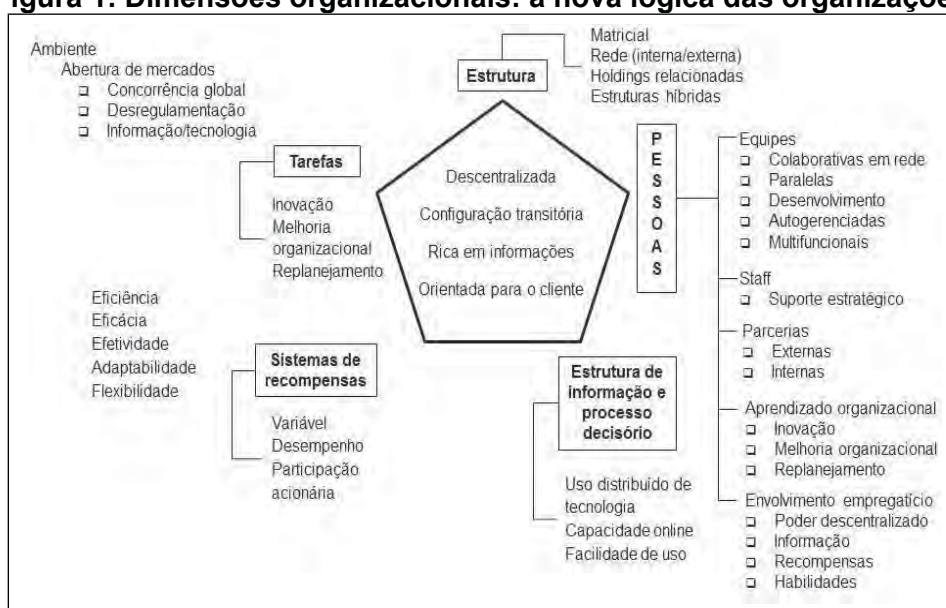 igura 1: Dimensões organizacionais: a nova lógica das organizaçõe
Ambiente
Abertura de mercados
Concorrência global
Desregulamentação
Informação/tecnologia
Estrutura
Matricial
Rede (interna/externa)
Holdings relacionadas
Estruturas híbridas
Tarefas
Inovação
Melhoria
organizacional
Replanejamento
Descentralizada
Configuração transitória
Rica em informações
Orientada para o cliente
PESSOAS
Equipes
Colaborativas em rede
Paralelas
Desenvolvimento
Autogerenciadas
Multifuncionais
Staff
Suporte estratégico
Parcerias
Externas
Internas
Aprendizado organizacional
Inovação
Melhoria organizacional
Replanejamento
Envolvimento empregatício
Poder descentralizado
Informação
Recompensas
Habilidades
Eficiência
Eficácia
Efetividade
Adaptabilidade
Flexibilidade
Sistemas de
recompensas
Variável
Desempenho
Participação
acionária
Estrutura de
informação e
processo
decisório
Uso distribuído de
tecnologia
Capacidade online
Facilidade de uso